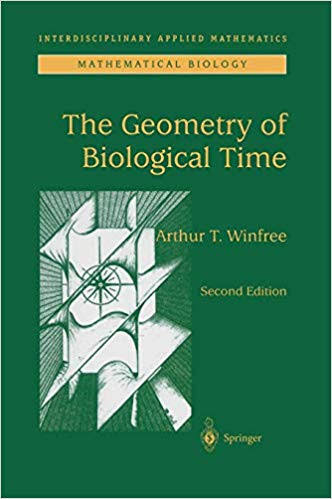 INTERDISCIPLINARY APPLIED MATHEMATICS
MATHEMATICAL BIOLOGY
The Geometry of
Biological Time
Arthur T. Winfree
Second Edition
Springer